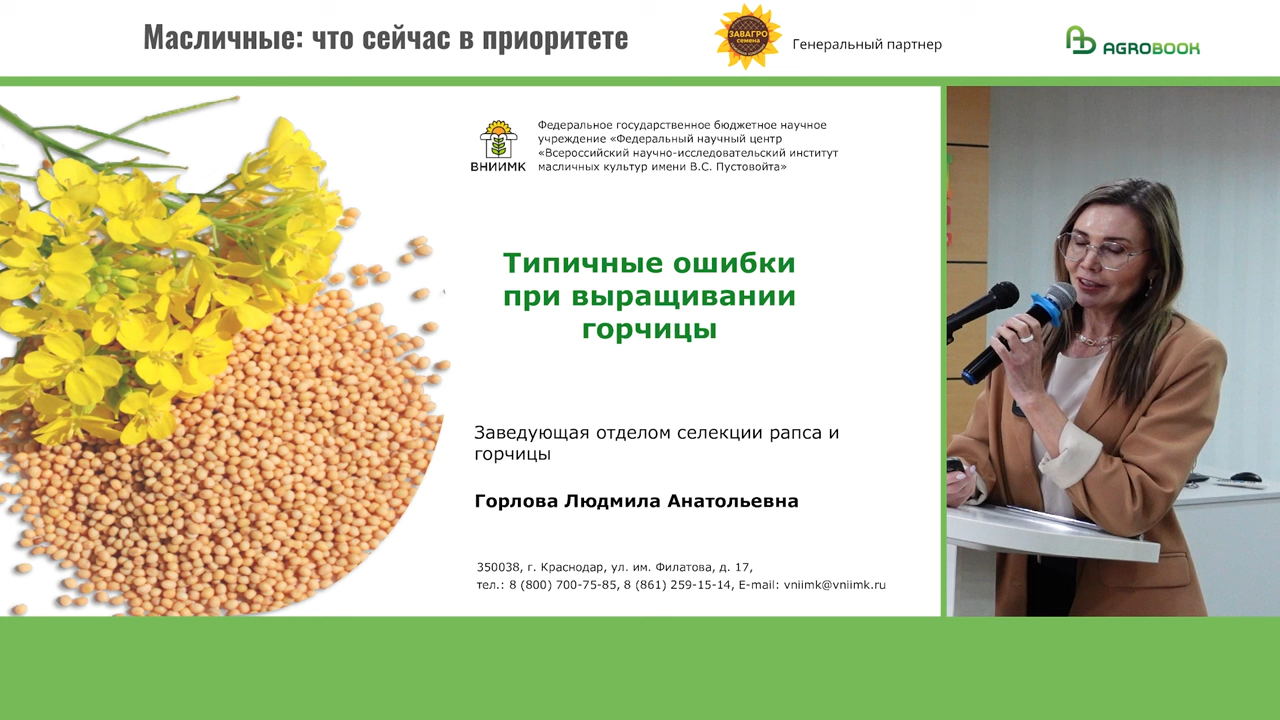 Масличные: что сейчас в приоритете
ЗАВАГРО
семена
Генеральный партнер
AGROBOOK
ВНИИМК
Федеральное государственное бюджетное научное
учреждение «Федеральный научный центр
«Всероссийский научно-исследовательский институт
масличных культур имени В.С. Пустовойта»
Типичные ошибки
при выращивании
горчицы
Заведующая отделом селекции рапса и
горчицы
Горлова Людмила Анатольевна
350038, г. Краснодар, ул. им. Филатова, д. 17,
тел.: 8 (800) 700-75-85, 8 (861) 259-15-14, E-mail: vniimk@vniimk.ru